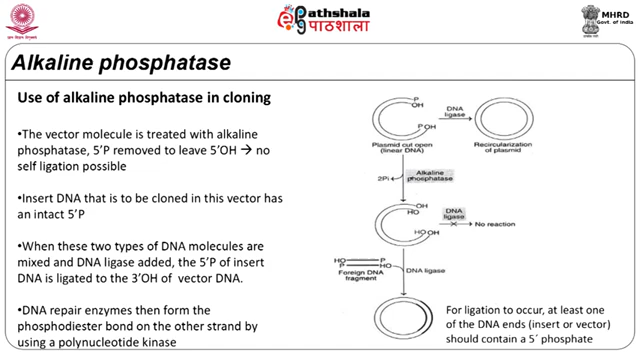 Pathshala
पाठशाला
MHRD
Govt. of India
Alkaline phosphatase
Use of alkaline phosphatase in cloning
•The vector molecule is treated with alkaline
phosphatase, 5'P removed to leave 5'OH → no
self ligation possible
•Insert DNA that is to be cloned in this vector has
an intact 5'P
•When these two types of DNA molecules are
mixed and DNA ligase added, the 5'P of insert
DNA is ligated to the 3'OH of vector DNA.
•DNA repair enzymes then form the
phosphodiester bond on the other strand by
using a polynucleotide kinase
P
OH
P OH
DNA
ligase
Plasmid cut open
(linear DNA)
Recircularization
of plasmid
2Pi
Alkaline
phosphatase
OH
HO
HO OH
DNA
ligase
No reaction
HO P
P HO
Foreign DNA
fragment
DNA ligase
For ligation to occur, at least one
of the DNA ends (insert or vector)
should contain a 5´ phosphate